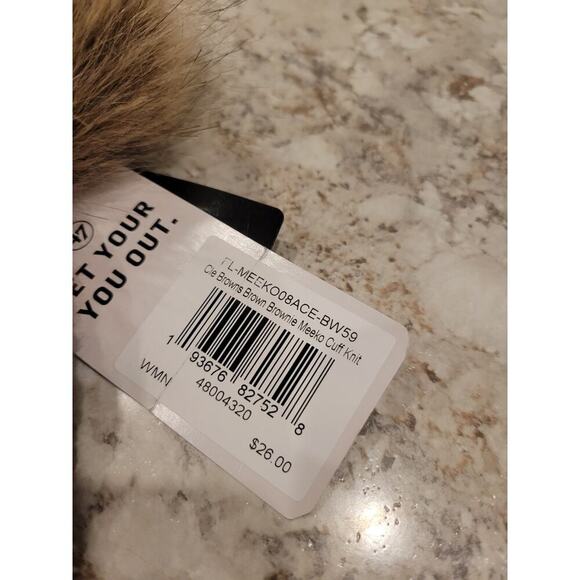 47
ET YOUR
YOU OUT.
FL-MEEKO08ACE-BW59
Cle Browns Brown Brownie Meeko Cuff Knit
1 93676 82752 8
WMN 48004320
$26.00